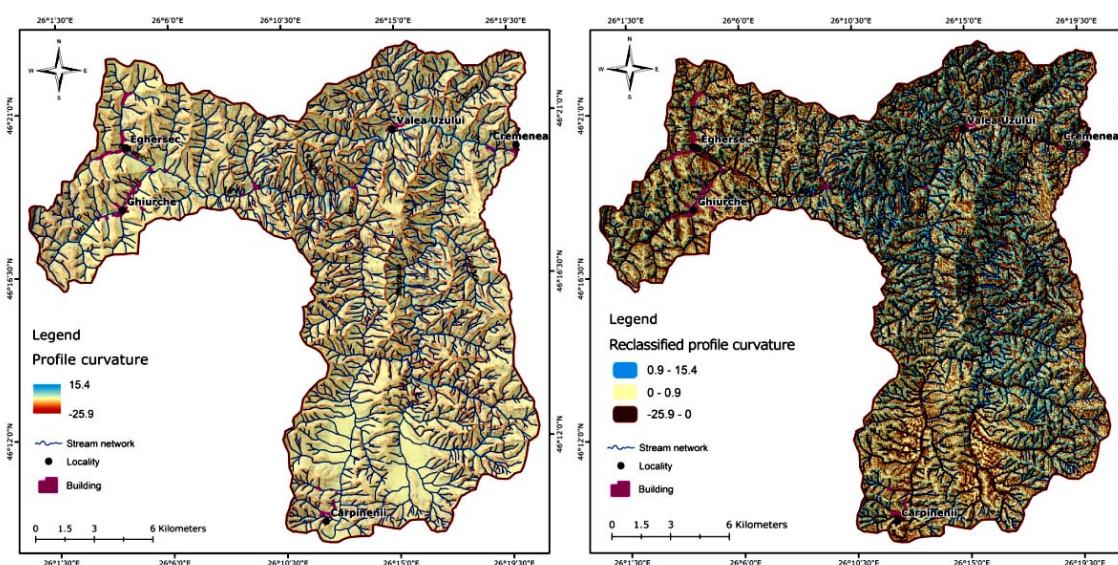 26°1'30"E 26°6'0"E 26°10'30"E 26°15'0"E 26°19'30"E
N
W E
S
46°21'0"N
46°16'30"N
46°12'0"N
Valea Uzului
Cremenea
Eghersec
Ghiurche
Cărpinenii
Legend
Profile curvature
15.4
-25.9
Stream network
Locality
Building
0 1.5 3 6 Kilometers
26°1'30"E 26°6'0"E 26°10'30"E 26°15'0"E 26°19'30"E
26°1'30"E 26°6'0"E 26°10'30"E 26°15'0"E 26°19'30"E
N
W E
S
46°21'0"N
46°16'30"N
46°12'0"N
Valea Uzului
Cremenea
Eghersec
Ghiurche
Cărpinenii
Legend
Reclassified profile curvature
0.9 - 15.4
0 - 0.9
-25.9 - 0
Stream network
Locality
Building
0 1.5 3 6 Kilometers
26°1'30"E 26°6'0"E 26°10'30"E 26°15'0"E 26°19'30"E